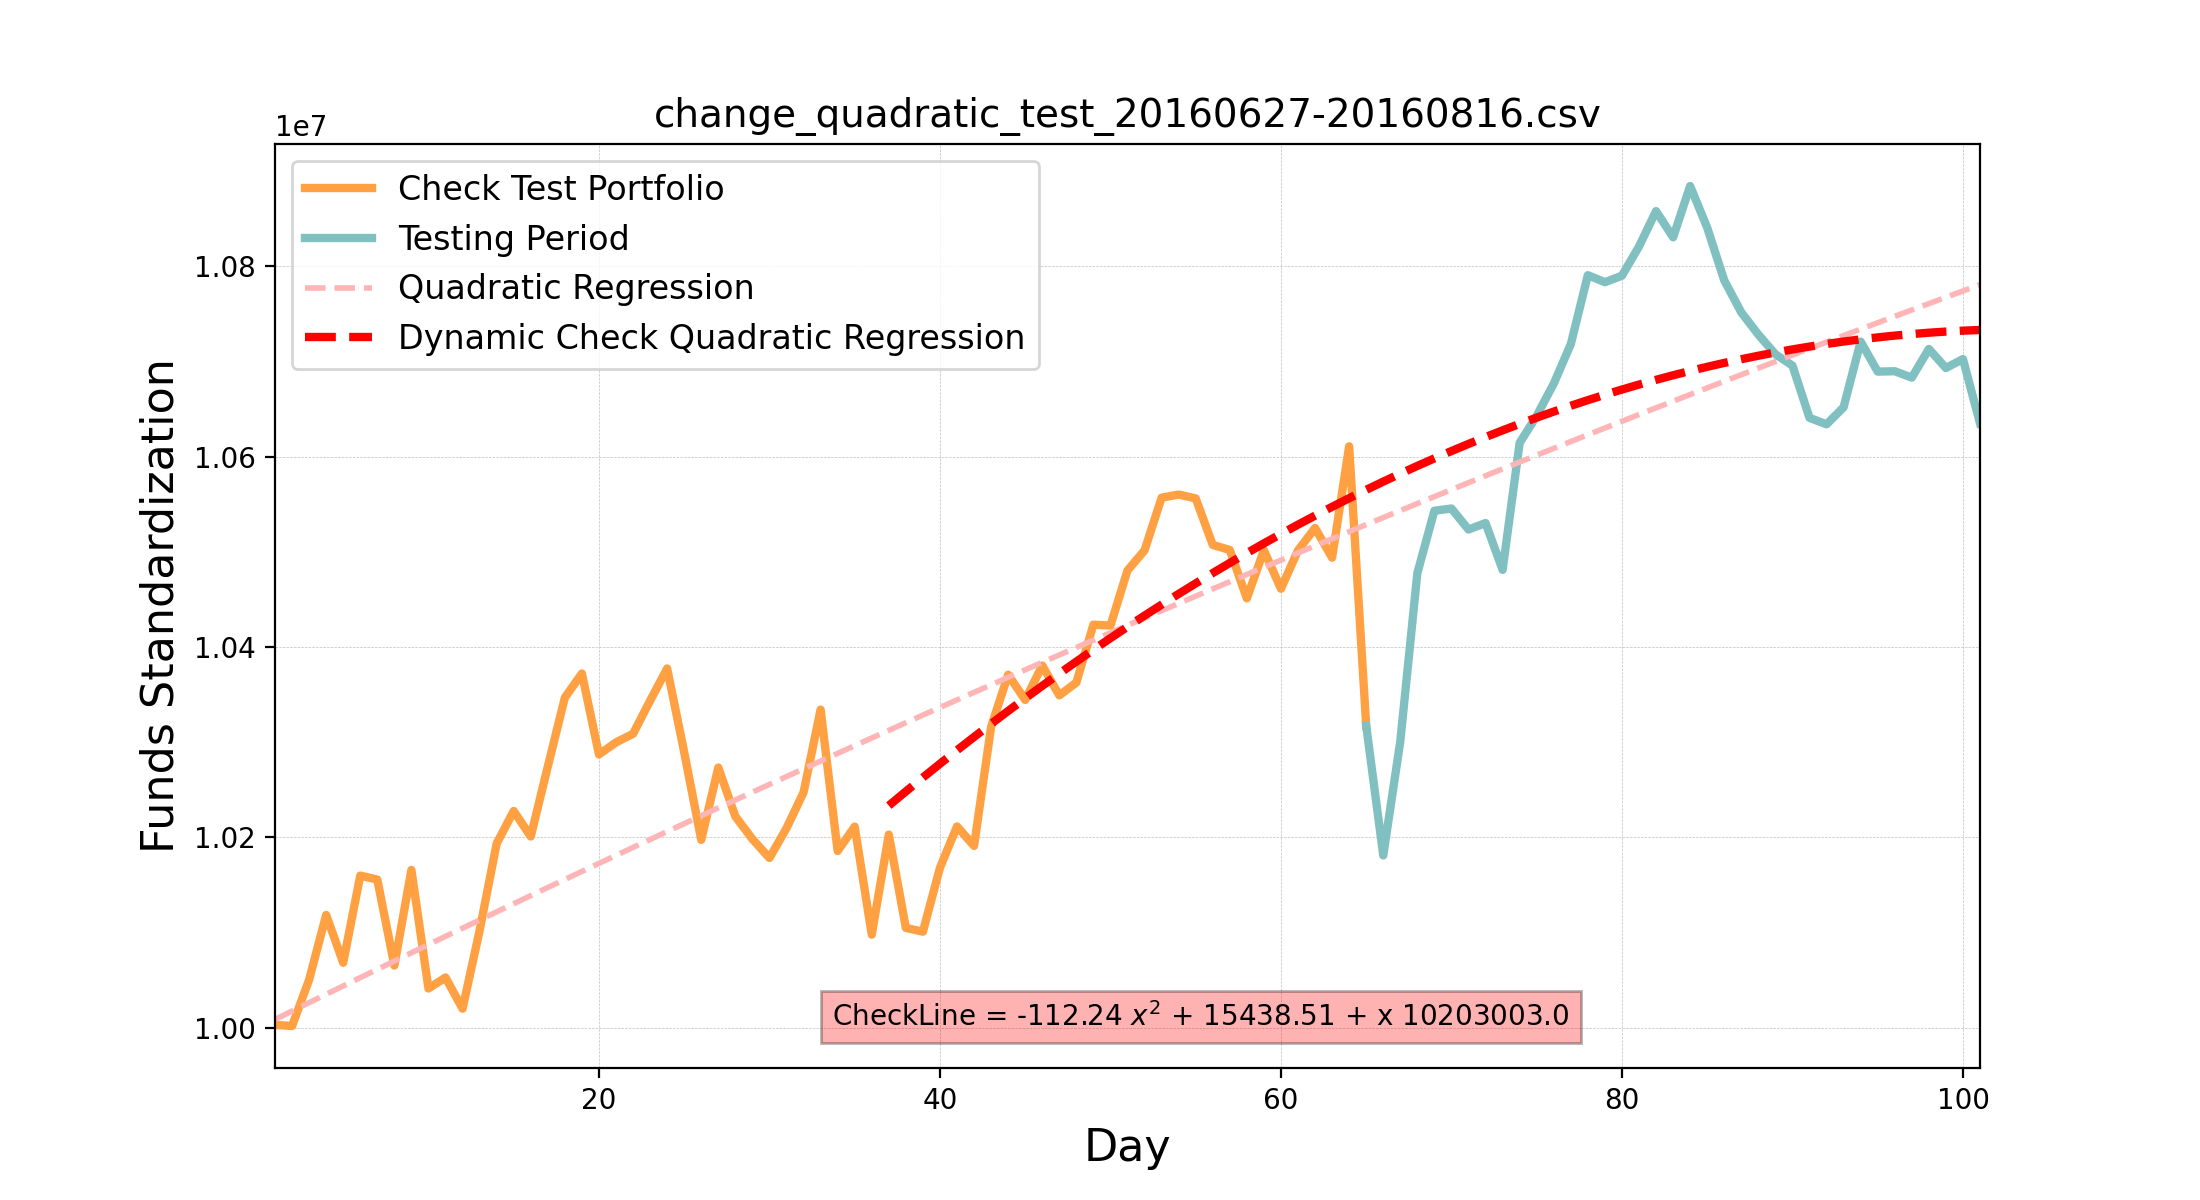 change_quadratic_test_20160627-20160816.csv
1e7
Check Test Portfolio
Testing Period
Quadratic Regression
Dynamic Check Quadratic Regression
1.08
1.06
1.04
1.02
1.00
Funds Standardization
CheckLine = -112.24 x² + 15438.51 + x 10203003.0
20 40 60 80 100
Day